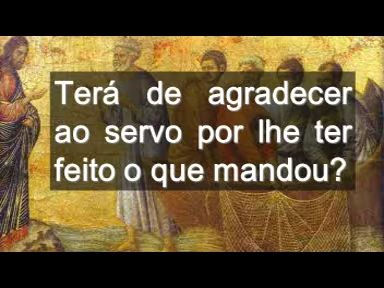 Terá de agradecer
ao servo por lhe ter
feito o que mandou?